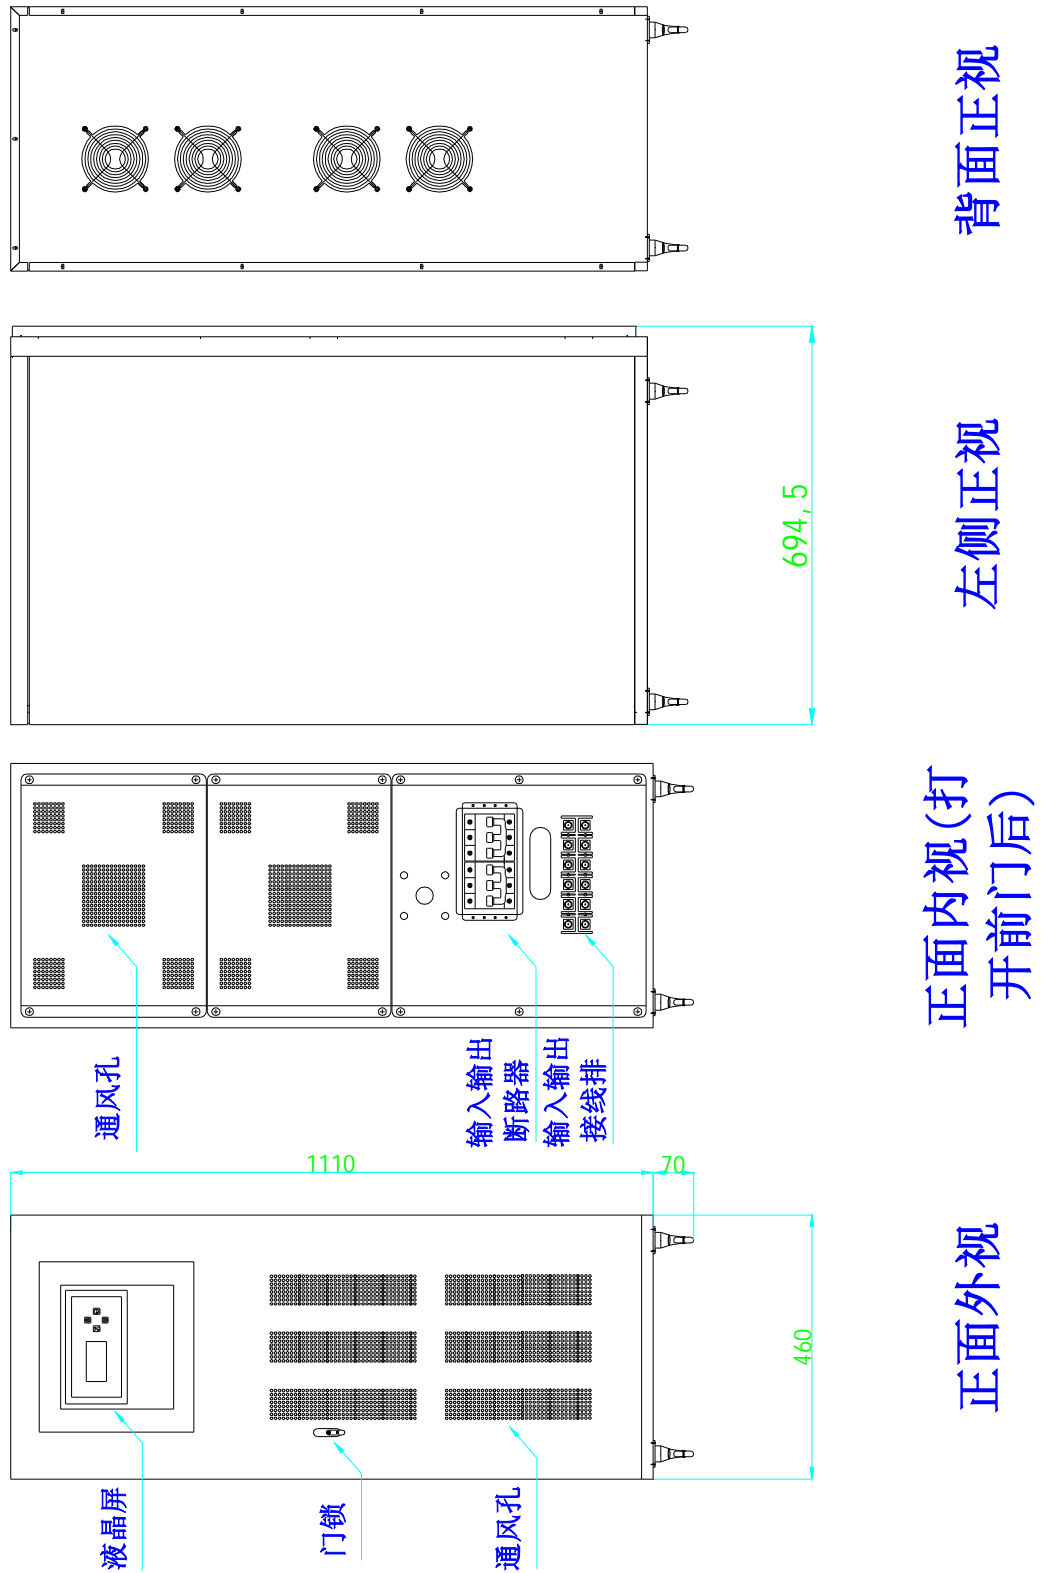 背面正视
694,5
左侧正视
正面内视(打
开前门后)
通风孔
输入输出
断路器
输入输出
接线排
1110
70
460
正面外视
液晶屏
门锁
通风孔